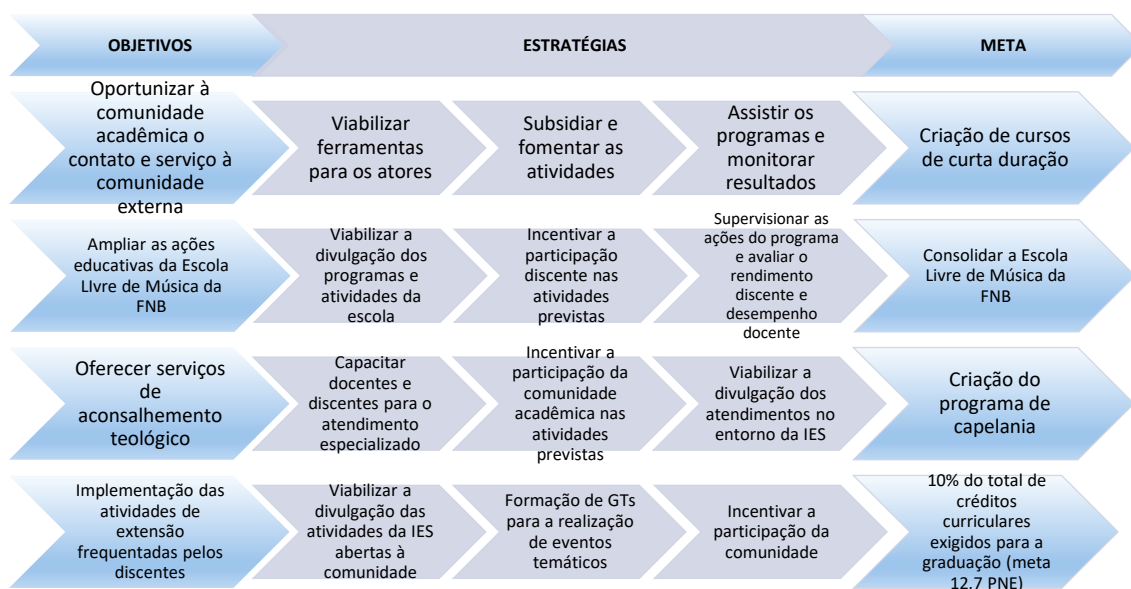 OBJETIVOS
ESTRATÉGIAS
META
Oportunizar à
comunidade
acadêmica o
contato e serviço à
comunidade
externa
Viabilizar
ferramentas
para os atores
Subsidiar e
fomentar as
atividades
Assistir os
programas e
monitorar
resultados
Criação de cursos
de curta duração
Ampliar as ações
educativas da Escola
LIvre de Música da
FNB
Viabilizar a
divulgação dos
programas e
atividades da
escola
Incentivar a
participação
discente nas
atividades
previstas
Supervisionar as
ações do programa
e avaliar o
rendimento
discente e
desempenho
docente
Consolidar a Escola
Livre de Música da
FNB
Oferecer serviços
de
aconsalhemento
teológico
Capacitar
docentes e
discentes para o
atendimento
especializado
Incentivar a
participação da
comunidade
acadêmica nas
atividades
previstas
Viabilizar a
divulgação dos
atendimentos no
entorno da IES
Criação do
programa de
capelania
Implementação das
atividades de
extensão
frequentadas pelos
discentes
Viabilizar a
divulgação das
atividades da IES
abertas à
comunidade
Formação de GTs
para a realização
de eventos
temáticos
Incentivar a
participação da
comunidade
10% do total de
créditos
curriculares
exigidos para a
graduação (meta
12.7 PNE)